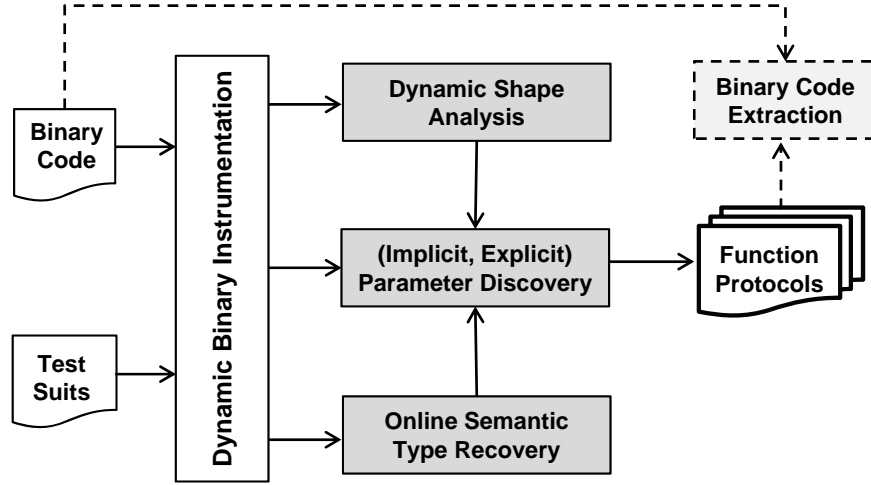 Binary
Code
Test
Suits
Dynamic Binary Instrumentation
Dynamic Shape
Analysis
(Implicit, Explicit)
Parameter Discovery
Online Semantic
Type Recovery
Binary Code
Extraction
Function
Protocols